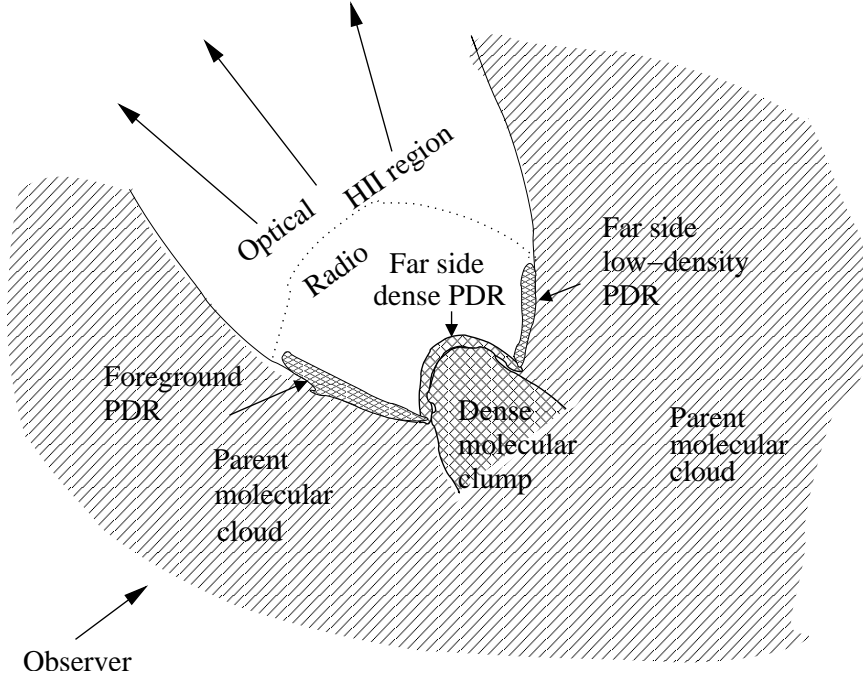 Optical
HII region
Radio
Far side
dense PDR
Far side
low−density
PDR
Foreground
PDR
Dense
molecular
clump
Parent
molecular
cloud
Parent
molecular
cloud
Observer